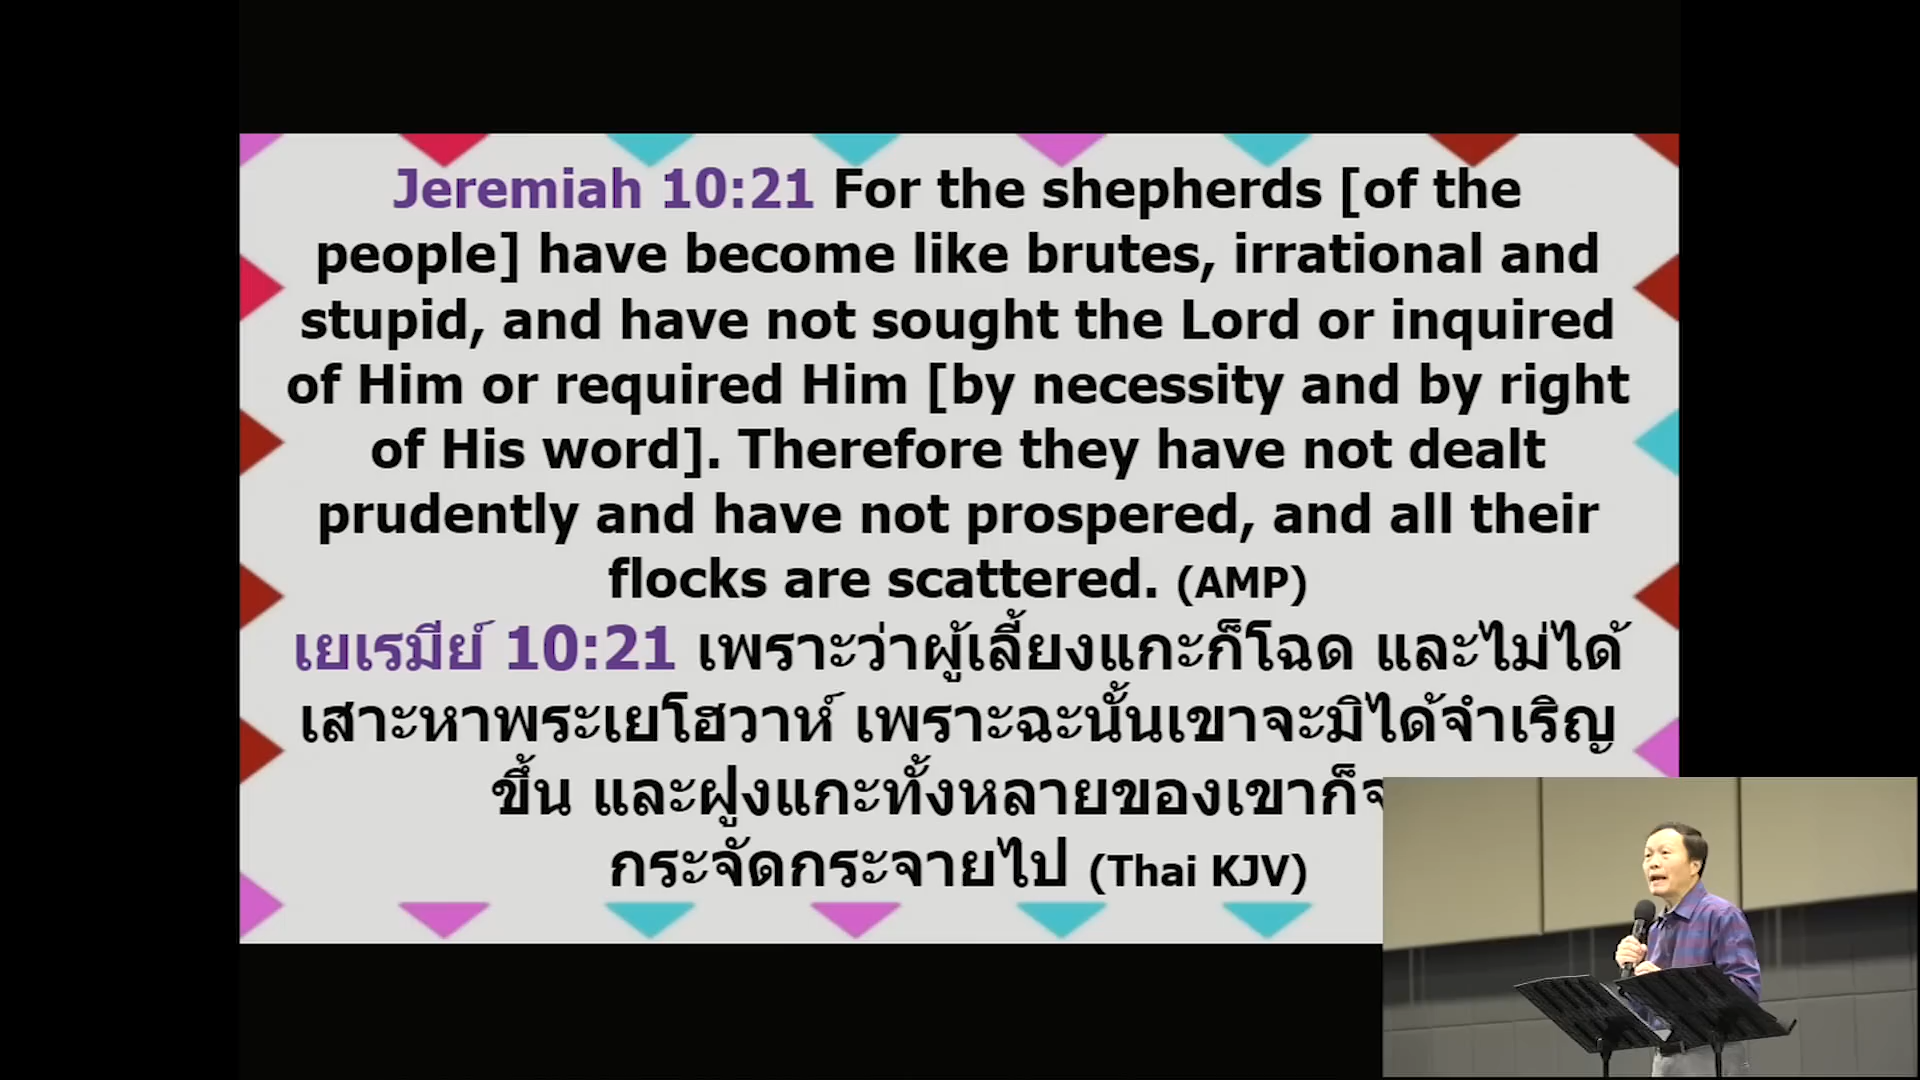 Jeremiah 10:21 For the shepherds [of the
people] have become like brutes, irrational and
stupid, and have not sought the Lord or inquired
of Him or required Him [by necessity and by right
of His word]. Therefore they have not dealt
prudently and have not prospered, and all their
flocks are scattered. (AMP)
เยเรมีย์ 10:21 เพราะว่าผู้เลี้ยงแกะก็โฉด และไม่ได้
เสาะหาพระเยโฮวาห์ เพราะฉะนั้นเขาจะมิได้จำเริญ
ขึ้น และฝูงแกะทั้งหลายของเขาก็
กระจัดกระจายไป (Thai KJV)